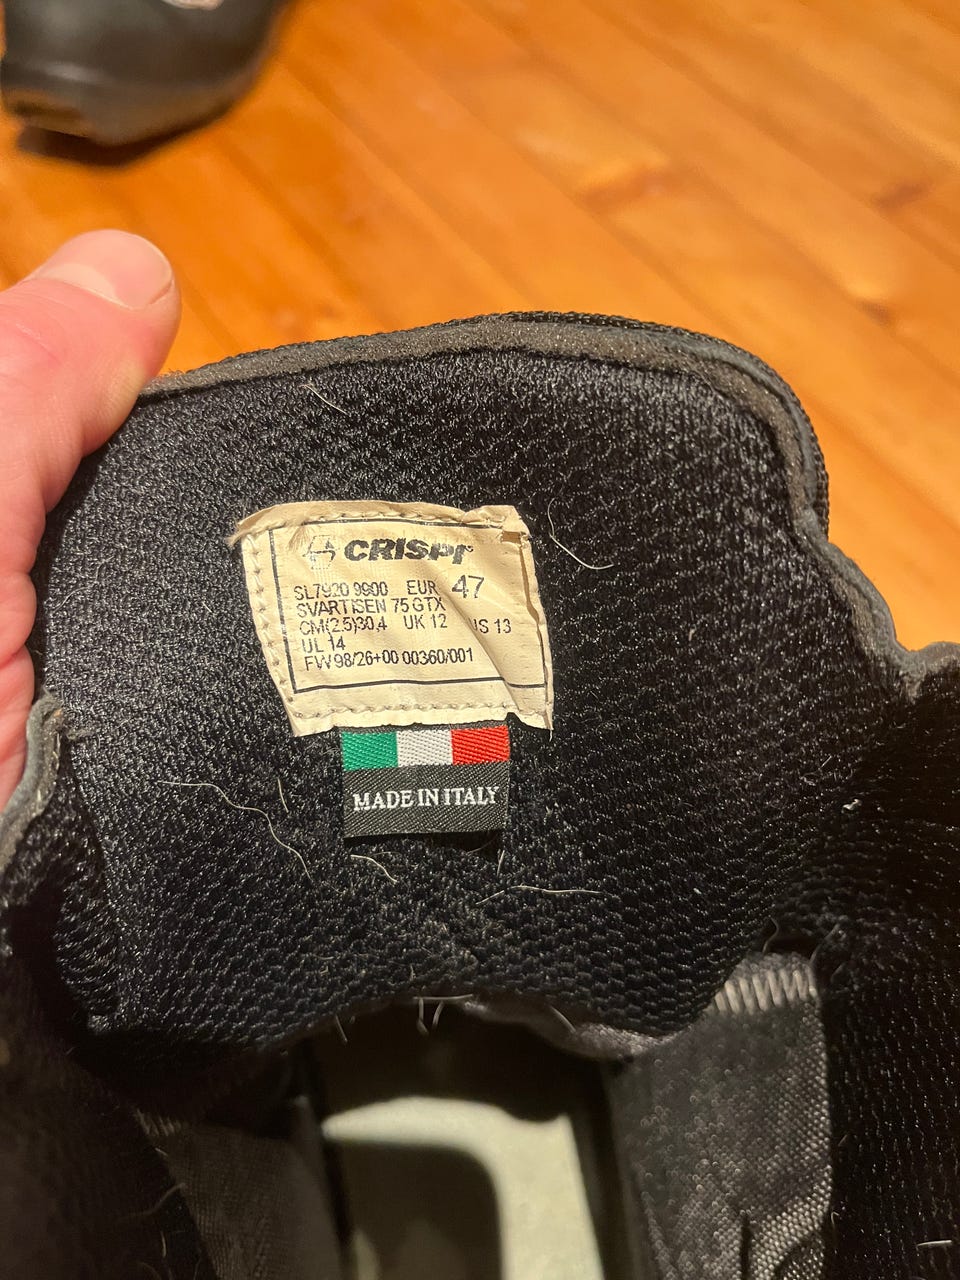 CRISPI
SL7920 9900 EUR 47
SVARTISEN 75 GTX
CM(2.5)30,4 UK 12 US 13
UL 14
FW98/26+00 00360/001
MADE IN ITALY